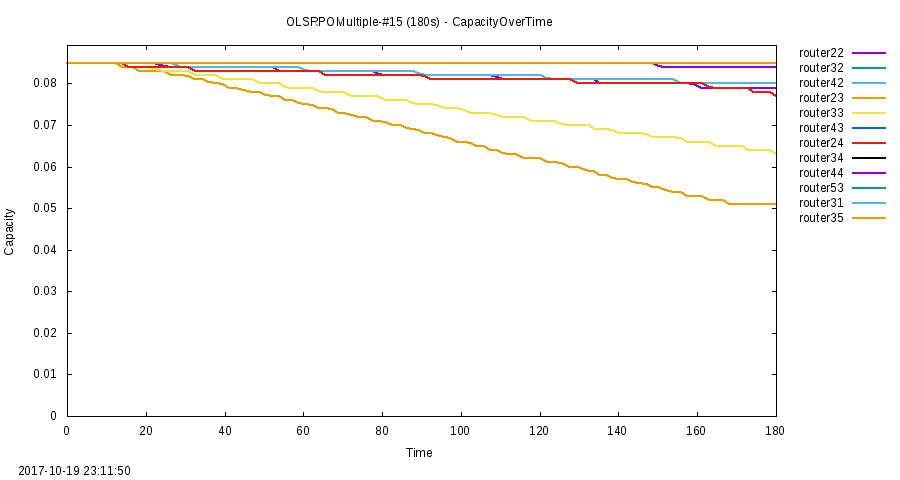 OLSRPOMultiple-#15 (180s) - CapacityOverTime
router22
router32
router42
router23
router33
router43
router24
router34
router44
router53
router31
router35
0.08
0.07
0.06
0.05
0.04
0.03
0.02
0.01
0
Capacity
0 20 40 60 80 100 120 140 160 180
Time
2017-10-19 23:11:50